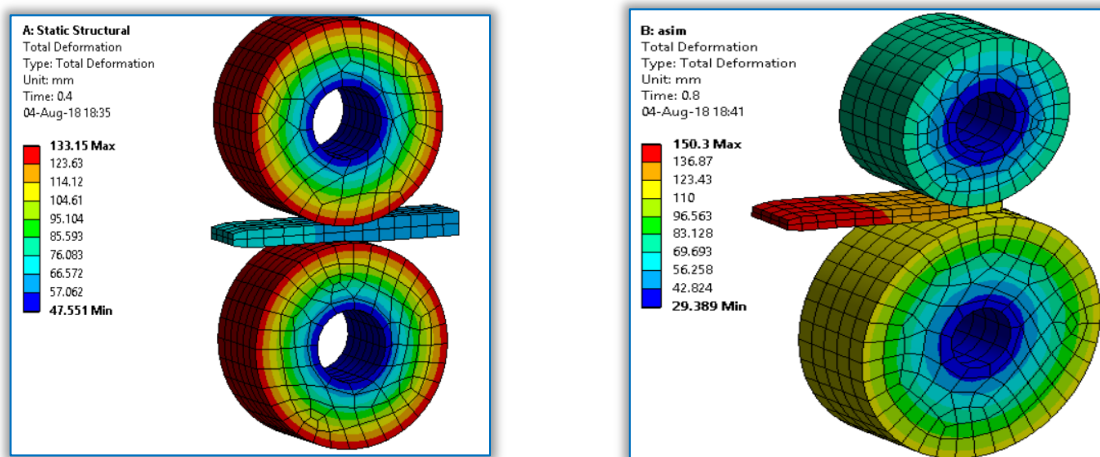 A: Static Structural
Total Deformation
Type: Total Deformation
Unit: mm
Time: 0.4
04-Aug-18 18:35
133.15 Max
123.63
114.12
104.61
95.104
85.593
76.083
66.572
57.062
47.551 Min
B: asim
Total Deformation
Type: Total Deformation
Unit: mm
Time: 0.8
04-Aug-18 18:41
150.3 Max
136.87
123.43
110
96.563
83.128
69.693
56.258
42.824
29.389 Min